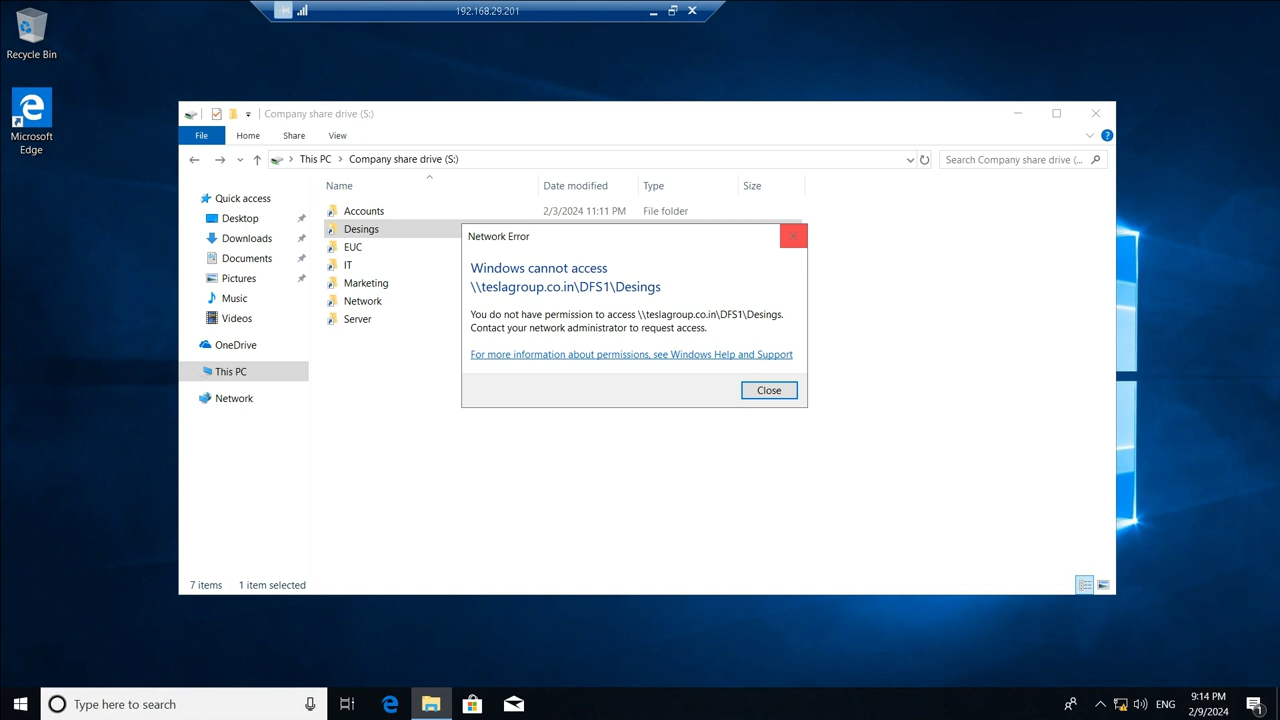 192.168.29.201
Recycle Bin
Microsoft
Edge
Company share drive (S:)
File
Home
Share
View
This PC
Company share drive (S:)
Search Company share drive (...
Name
Date modified
Type
Size
Quick access
Desktop
Downloads
Documents
Pictures
Music
Videos
OneDrive
This PC
Network
Accounts
2/3/2024 11:11 PM
File folder
Desings
EUC
IT
Marketing
Network
Server
Network Error
Windows cannot access
\\teslagroup.co.in\DFS1\Desings
You do not have permission to access \\teslagroup.co.in\DFS1\Desings.
Contact your network administrator to request access.
For more information about permissions, see Windows Help and Support
Close
7 items
1 item selected
Type here to search
ENG
9:14 PM
2/9/2024
1